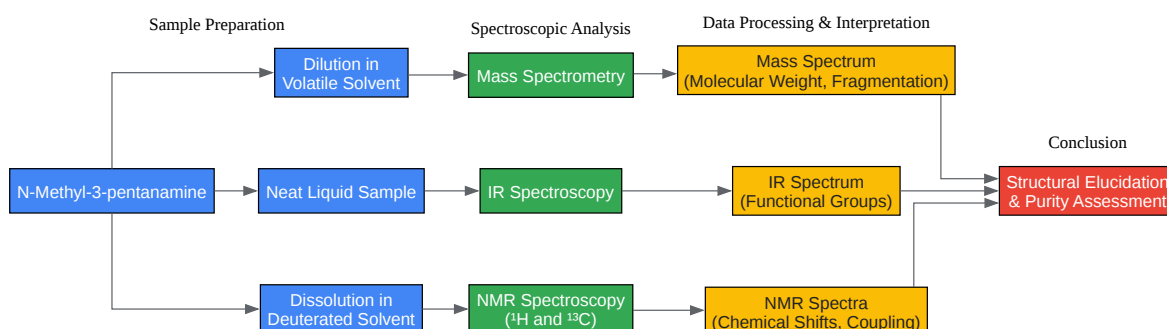 Sample Preparation
Spectroscopic Analysis
Data Processing & Interpretation
Dilution in
Volatile Solvent
Mass Spectrometry
Mass Spectrum
(Molecular Weight, Fragmentation)
Conclusion
N-Methyl-3-pentanamine
Neat Liquid Sample
IR Spectroscopy
IR Spectrum
(Functional Groups)
Structural Elucidation
& Purity Assessment
Dissolution in
Deuterated Solvent
NMR Spectroscopy
(¹H and ¹³C)
NMR Spectra
(Chemical Shifts, Coupling)